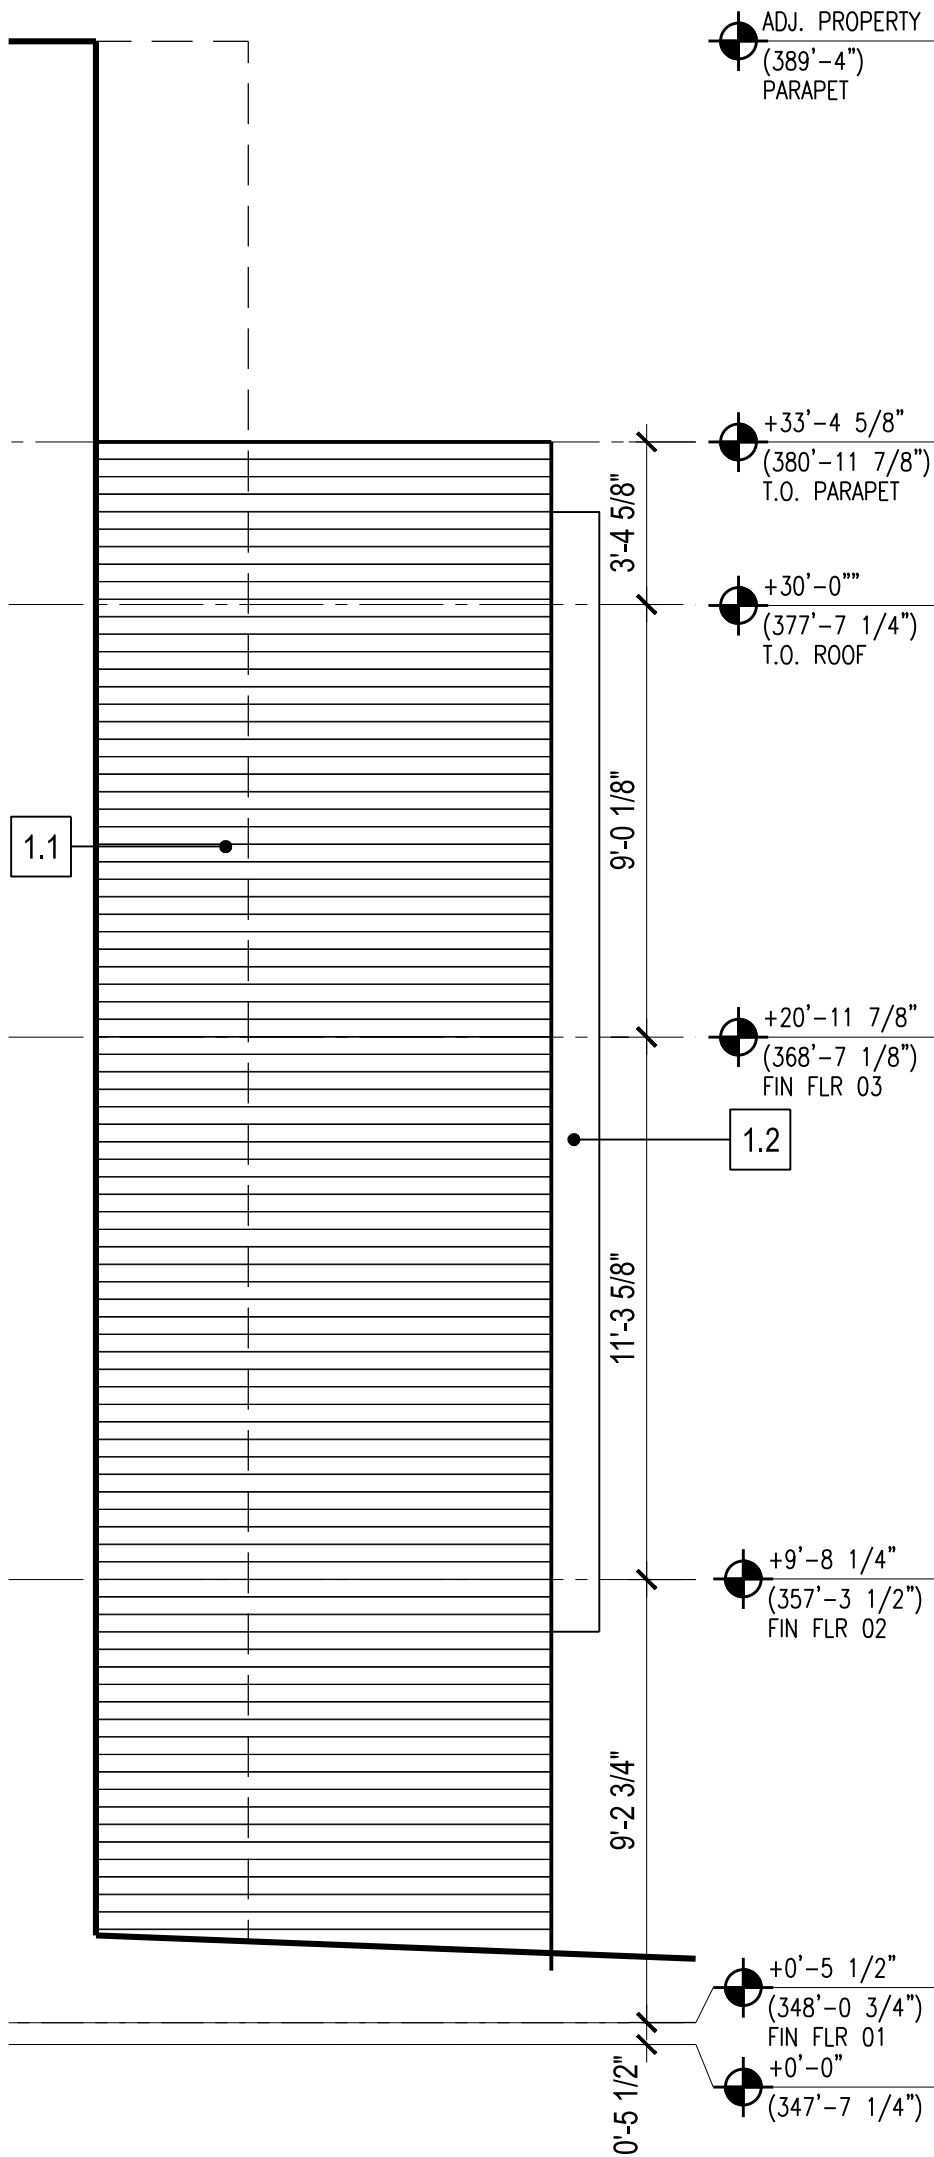 ADJ. PROPERTY
(389'-4")
PARAPET
+33'-4 5/8"
(380'-11 7/8")
T.O. PARAPET
3'-4 5/8"
+30'-0""
(377'-7 1/4")
T.O. ROOF
9'-0 1/8"
1.1
+20'-11 7/8"
(368'-7 1/8")
FIN FLR 03
1.2
11'-3 5/8"
+9'-8 1/4"
(357'-3 1/2")
FIN FLR 02
9'-2 3/4"
+0'-5 1/2"
(348'-0 3/4")
FIN FLR 01
+0'-0"
(347'-7 1/4")
0'-5 1/2"